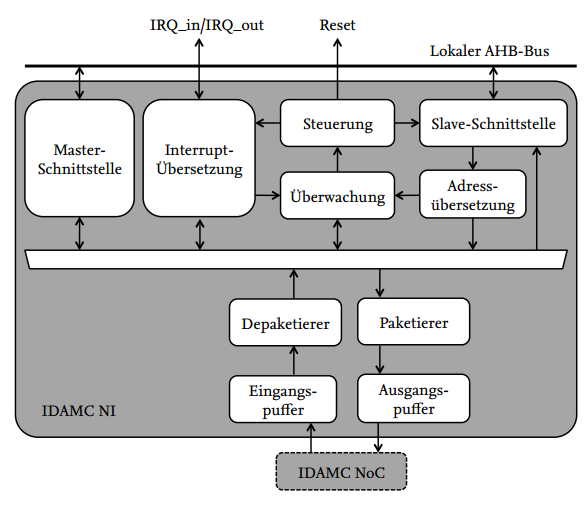 IRQ_in/IRQ_out
Reset
Lokaler AHB-Bus
Master-
Schnittstelle
Interrupt-
Übersetzung
Steuerung
Slave-Schnittstelle
Überwachung
Adress-
übersetzung
Depaketierer
Paketierer
Eingangs-
puffer
Ausgangs-
puffer
IDAMC NI
IDAMC NoC